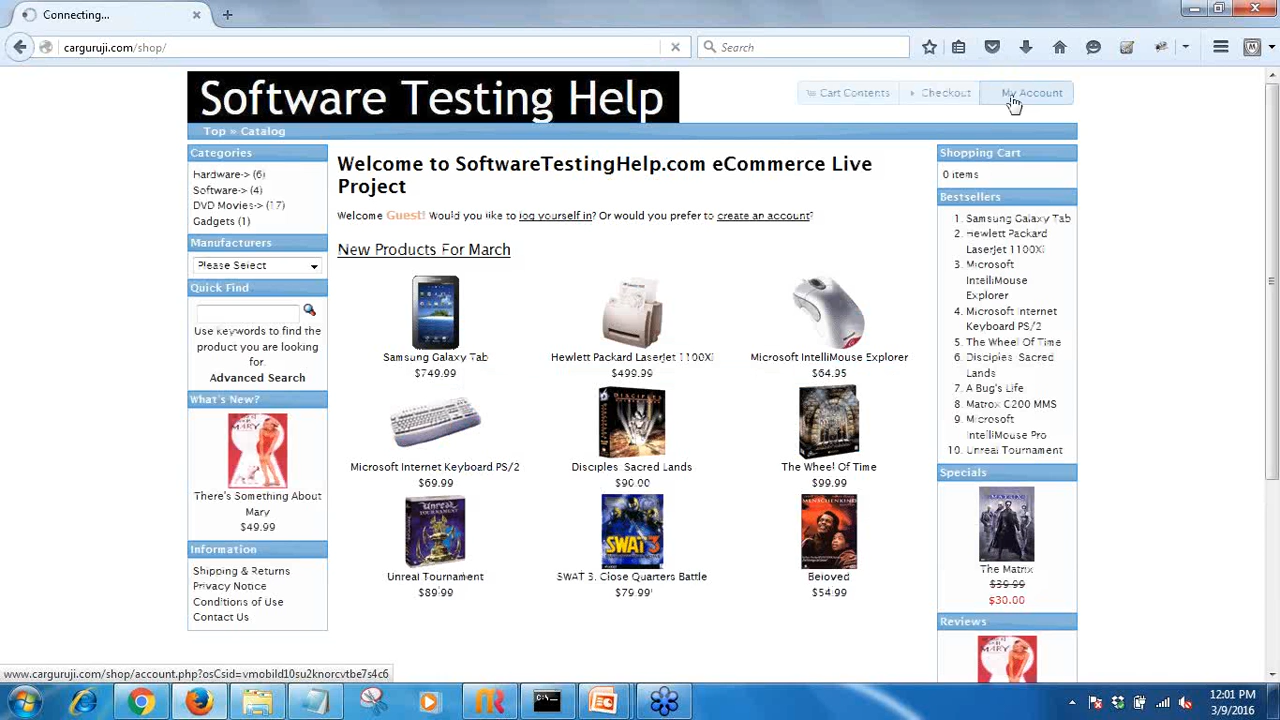 Connecting...
carguruji.com/shop/
Search
Software Testing Help
Cart Contents
Checkout
My Account
Top » Catalog
Categories
Hardware-> (6)
Software-> (4)
DVD Movies-> (17)
Gadgets (1)
Manufacturers
Please Select
Quick Find
Use keywords to find the
product you are looking
for.
Advanced Search
What's New?
There's Something About
Mary
$49.99
Information
Shipping & Returns
Privacy Notice
Conditions of Use
Contact Us
Welcome to SoftwareTestingHelp.com eCommerce Live
Project
Welcome Guest! Would you like to log yourself in? Or would you prefer to create an account?
New Products For March
Samsung Galaxy Tab
$749.99
Hewlett Packard LaserJet 1100Xi
$499.99
Microsoft IntelliMouse Explorer
$64.95
Microsoft Internet Keyboard PS/2
$69.99
Disciples: Sacred Lands
$90.00
The Wheel Of Time
$99.99
Unreal Tournament
$89.99
SWAT 3: Close Quarters Battle
$79.99
Beloved
$54.99
Shopping Cart
0 items
Bestsellers
1. Samsung Galaxy Tab
2. Hewlett Packard
LaserJet 1100Xi
3. Microsoft
IntelliMouse
Explorer
4. Microsoft Internet
Keyboard PS/2
5. The Wheel Of Time
6. Disciples: Sacred
Lands
7. A Bug's Life
8. Matrox G200 MMS
9. Microsoft
IntelliMouse Pro
10. Unreal Tournament
Specials
The Matrix
$39.99
$30.00
Reviews
www.carguruji.com/shop/account.php?osCsid=vmobild10su2knorcvtbe7s4c6
12:01 PM
3/9/2016